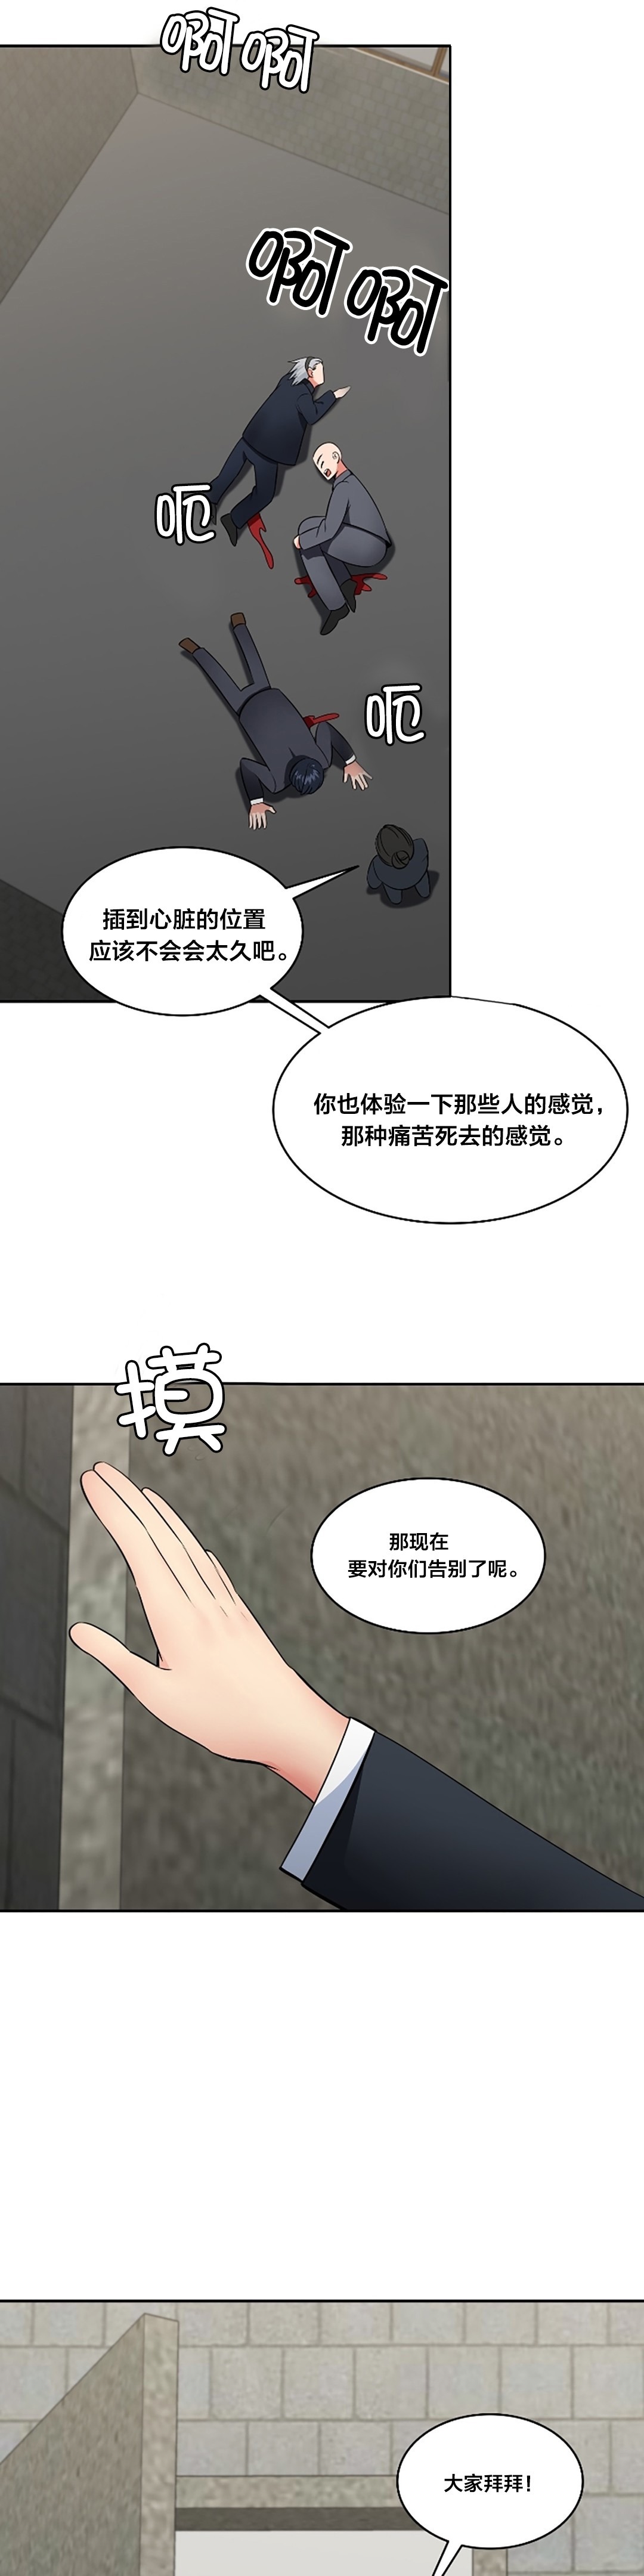 啊啊
啊啊
呃
呃
插到心脏的位置
应该不会会太久吧。
你也体验一下那些人的感觉，
那种痛苦死去的感觉。
摸
那现在
要对你们告别了呢。
大家拜拜！